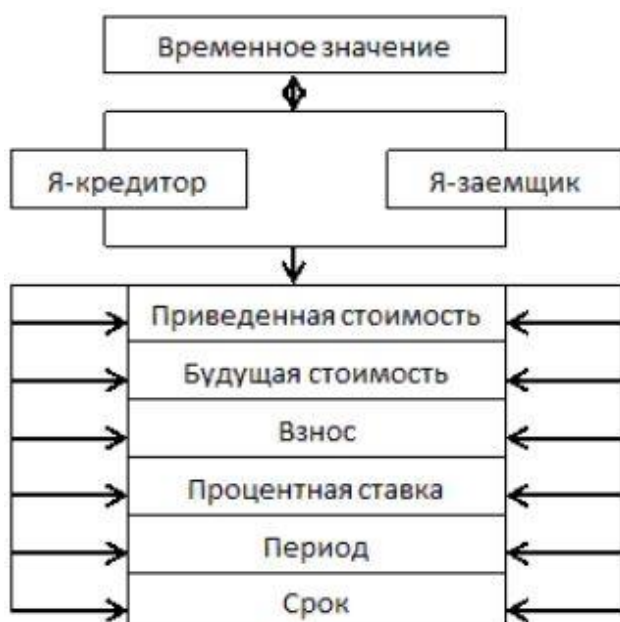 Временное значение
Я-кредитор
Я-заемщик
Приведенная стоимость
Будущая стоимость
Взнос
Процентная ставка
Период
Срок